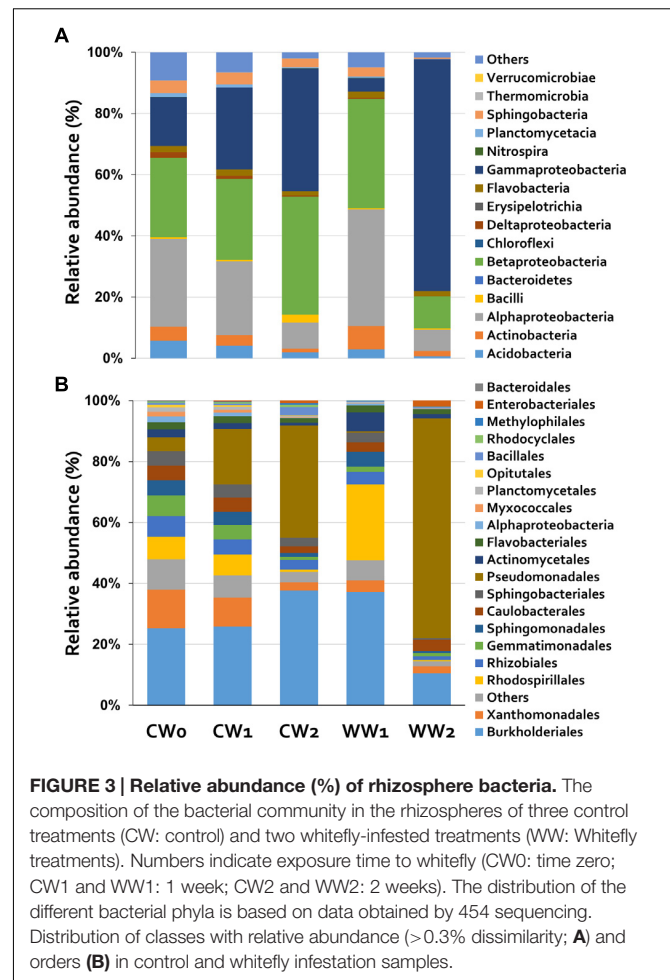 A
100%
80%
60%
40%
20%
0%
Relative abundance (%)
Others
Verrucomicrobiae
Thermomicrobia
Sphingbacteria
Planctomycetacia
Nitrospira
Gammaproteobacteria
Flavobacteria
Erysipelotrichia
Deltaproteobacteria
Chloroflexi
Betaproteobacteria
Bacteroidetes
Bacilli
Alphaproteobacteria
Actinobacteria
Acidobacteria
B
100%
80%
60%
40%
20%
0%
Relative abundance (%)
CW0 CW1 CW2 WW1 WW2
Bacteroidales
Enterobacteriales
Methylophilales
Rhodocyclales
Bacillales
Opitutales
Planctomycetales
Myxococcales
Alphaproteobacteria
Flavobacteriales
Actinomycetales
Pseudomonadales
Sphingbacteriales
Caulobacterales
Sphingomonadales
Gemmatimonadales
Rhizobiales
Rhodospirillales
Others
Xanthomonadales
Burkholderiales
FIGURE 3 | Relative abundance (%) of rhizosphere bacteria. The
composition of the bacterial community in the rhizospheres of three control
treatments (CW: control) and two whitefly-infested treatments (WW: Whitefly
treatments). Numbers indicate exposure time to whitefly (CW0: time zero;
CW1 and WW1: 1 week; CW2 and WW2: 2 weeks). The distribution of the
different bacterial phyla is based on data obtained by 454 sequencing.
Distribution of classes with relative abundance (>0.3% dissimilarity; A) and
orders (B) in control and whitefly infestation samples.